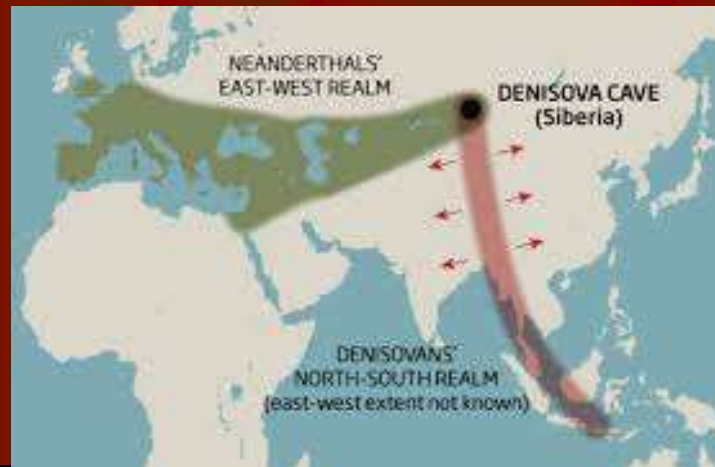 NEANDERTHALS'
EAST-WEST REALM
DENISOVA CAVE
(Siberia)
DENISOVANS'
NORTH-SOUTH REALM
(east-west extent not known)